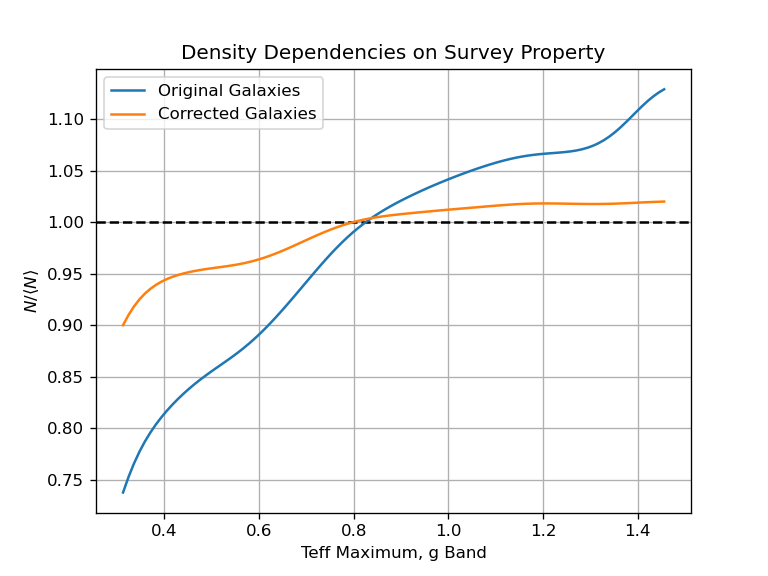 Density Dependencies on Survey Property
Original Galaxies
Corrected Galaxies
1.10
1.05
1.00
0.95
0.90
0.85
0.80
0.75
N/⟨N⟩
0.4 0.6 0.8 1.0 1.2 1.4
Teff Maximum, g Band